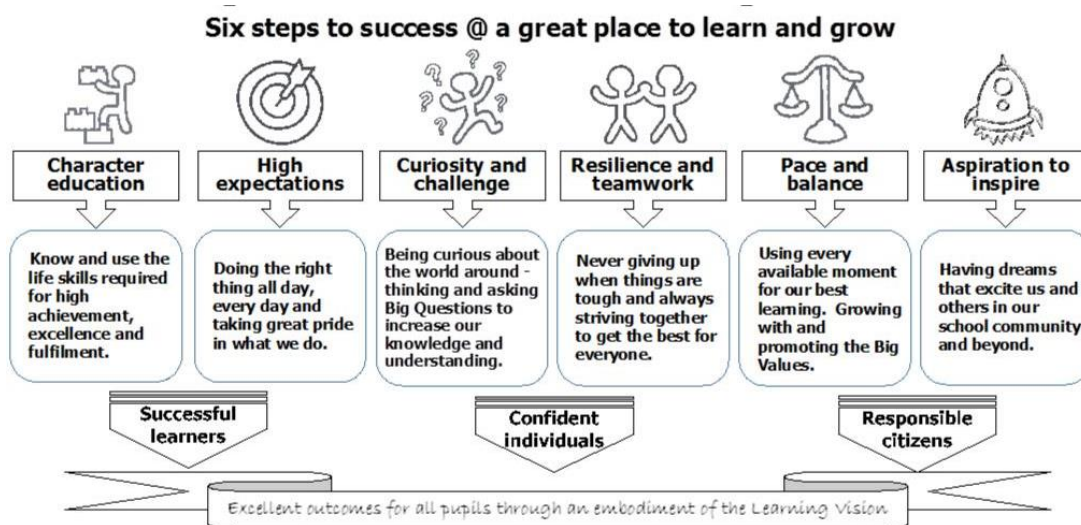 Six steps to success @ a great place to learn and grow
Character
education
High
expectations
Curiosity and
challenge
Resilience and
teamwork
Pace and
balance
Aspiration to
inspire
Know and use the
life skills required
for high
achievement,
excellence and
fulfilment.
Doing the right
thing all day,
every day and
taking great pride
in what we do.
Being curious about
the world around -
thinking and asking
Big Questions to
increase our
knowledge and
understanding.
Never giving up
when things are
tough and always
striving together
to get the best for
everyone.
Using every
available moment
for our best
learning. Growing
with and
promoting the Big
Values.
Having dreams
that excite us and
others in our
school community
and beyond.
Successful
learners
Confident
individuals
Responsible
citizens
Excellent outcomes for all pupils through an embodiment of the Learning Vision